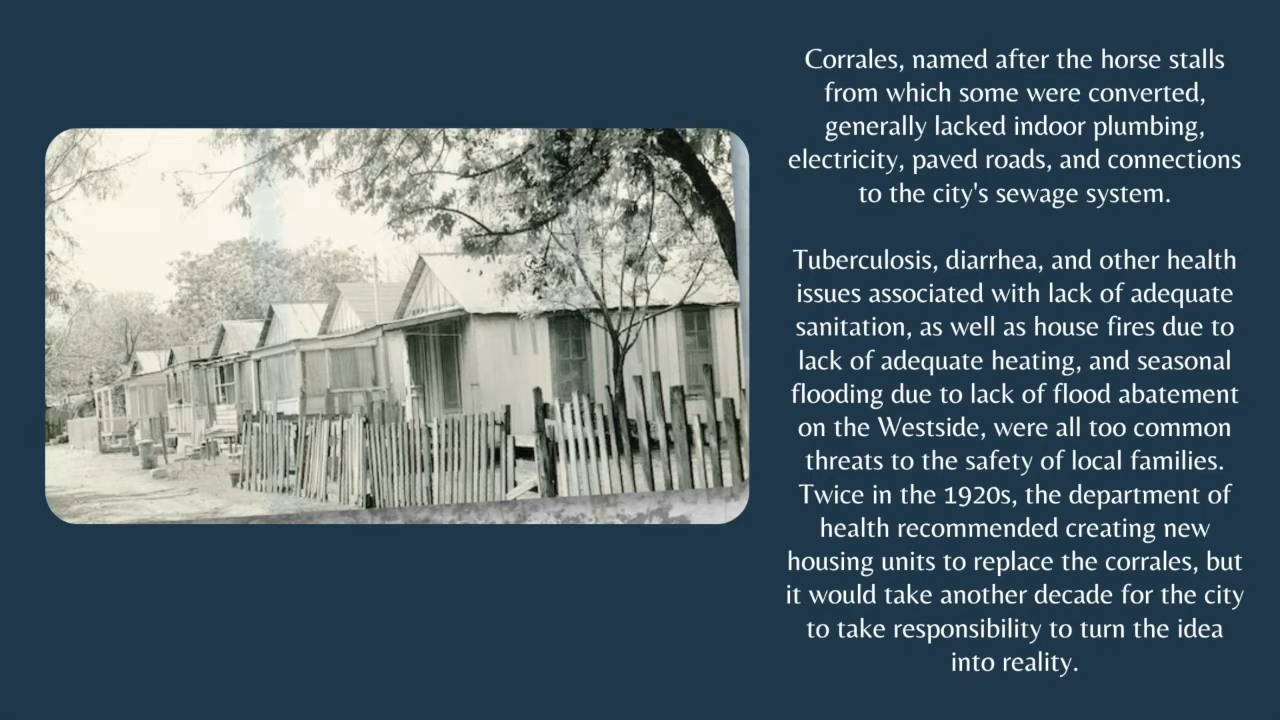 Corrales, named after the horse stalls
from which some were converted,
generally lacked indoor plumbing,
electricity, paved roads, and connections
to the city's sewage system.
Tuberculosis, diarrhea, and other health
issues associated with lack of adequate
sanitation, as well as house fires due to
lack of adequate heating, and seasonal
flooding due to lack of flood abatement
on the Westside, were all too common
threats to the safety of local families.
Twice in the 1920s, the department of
health recommended creating new
housing units to replace the corrales, but
it would take another decade for the city
to take responsibility to turn the idea
into reality.